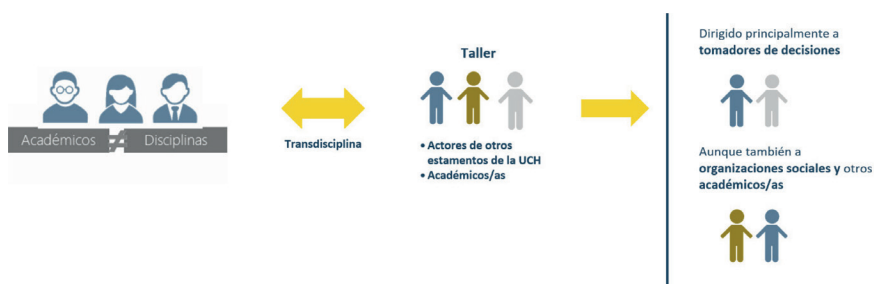 Académicos ≠ Disciplinas
Transdisciplina
Taller
• Actores de otros
estamentos de la UCH
• Académicos/as
Dirigido principalmente a
tomadores de decisiones
Aunque también a
organizaciones sociales y otros
académicos/as